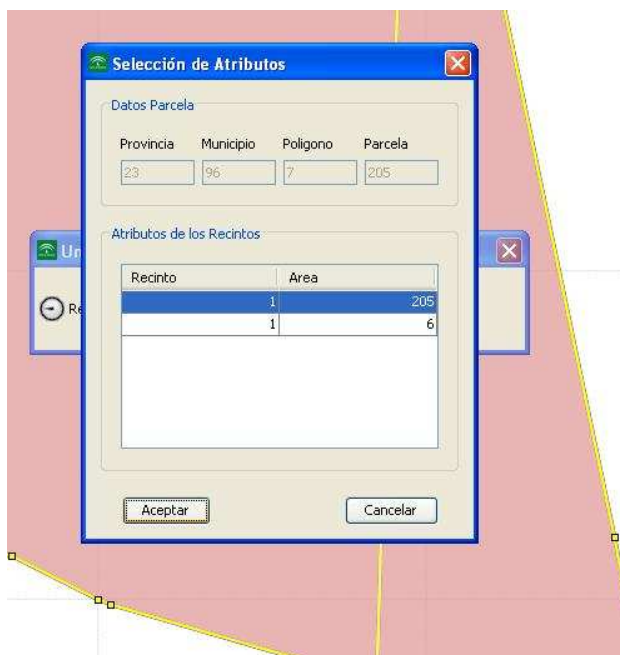 Selección de Atributos
Datos Parcela
Provincia Municipio Poligono Parcela
23 96 7 205
Atributos de los Recintos
Un
Recinto Area
1 205
1 6
Aceptar Cancelar